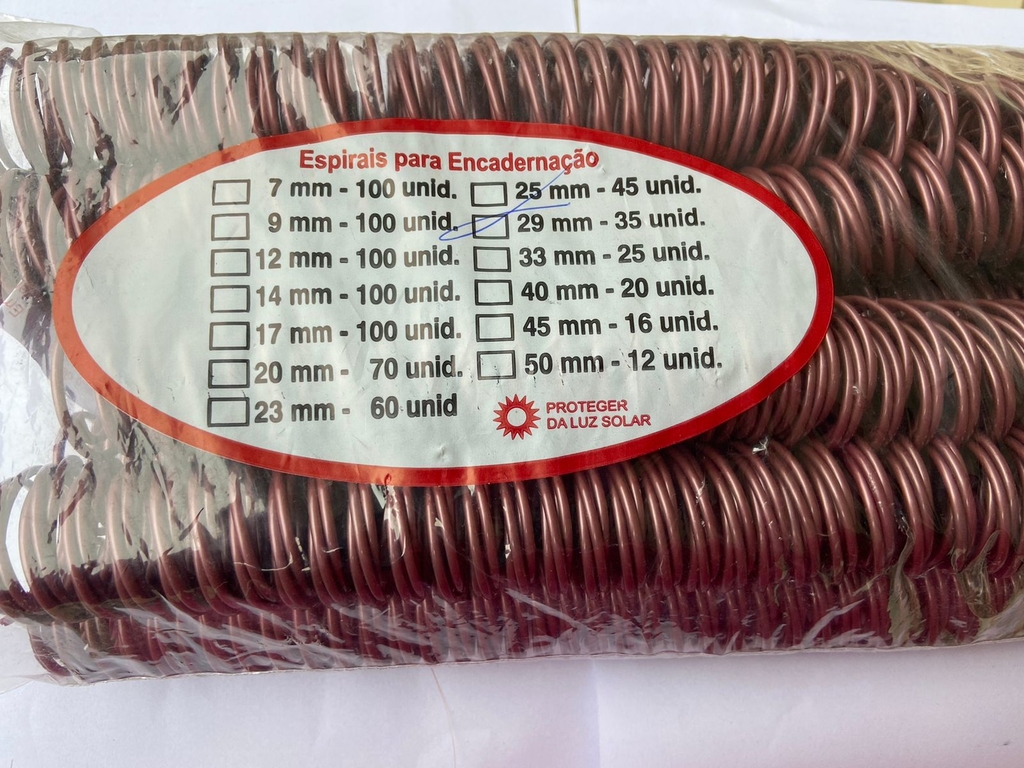 Espirais para Encadernação
7 mm - 100 unid.
9 mm - 100 unid.
12 mm - 100 unid.
14 mm - 100 unid.
17 mm - 100 unid.
20 mm - 70 unid.
23 mm - 60 unid
25 mm - 45 unid.
29 mm - 35 unid.
33 mm - 25 unid.
40 mm - 20 unid.
45 mm - 16 unid.
50 mm - 12 unid.
PROTEGER
DA LUZ SOLAR